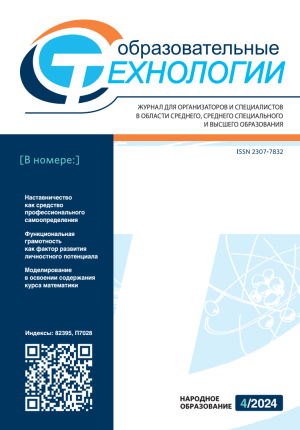 образовательные
ТЕХНОЛОГИИ
ЖУРНАЛ ДЛЯ ОРГАНИЗАТОРОВ И СПЕЦИАЛИСТОВ
В ОБЛАСТИ СРЕДНЕГО, СРЕДНЕГО СПЕЦИАЛЬНОГО
И ВЫСШЕГО ОБРАЗОВАНИЯ
ISSN 2307-7832
[В номере:]
Наставничество
как средство
профессионального
самоопределения
Функциональная
грамотность
как фактор развития
личностного потенциала
Моделирование
в освоении содержания
курса математики
Индексы: 82395, П7028
НАРОДНОЕ
ОБРАЗОВАНИЕ 4/2024